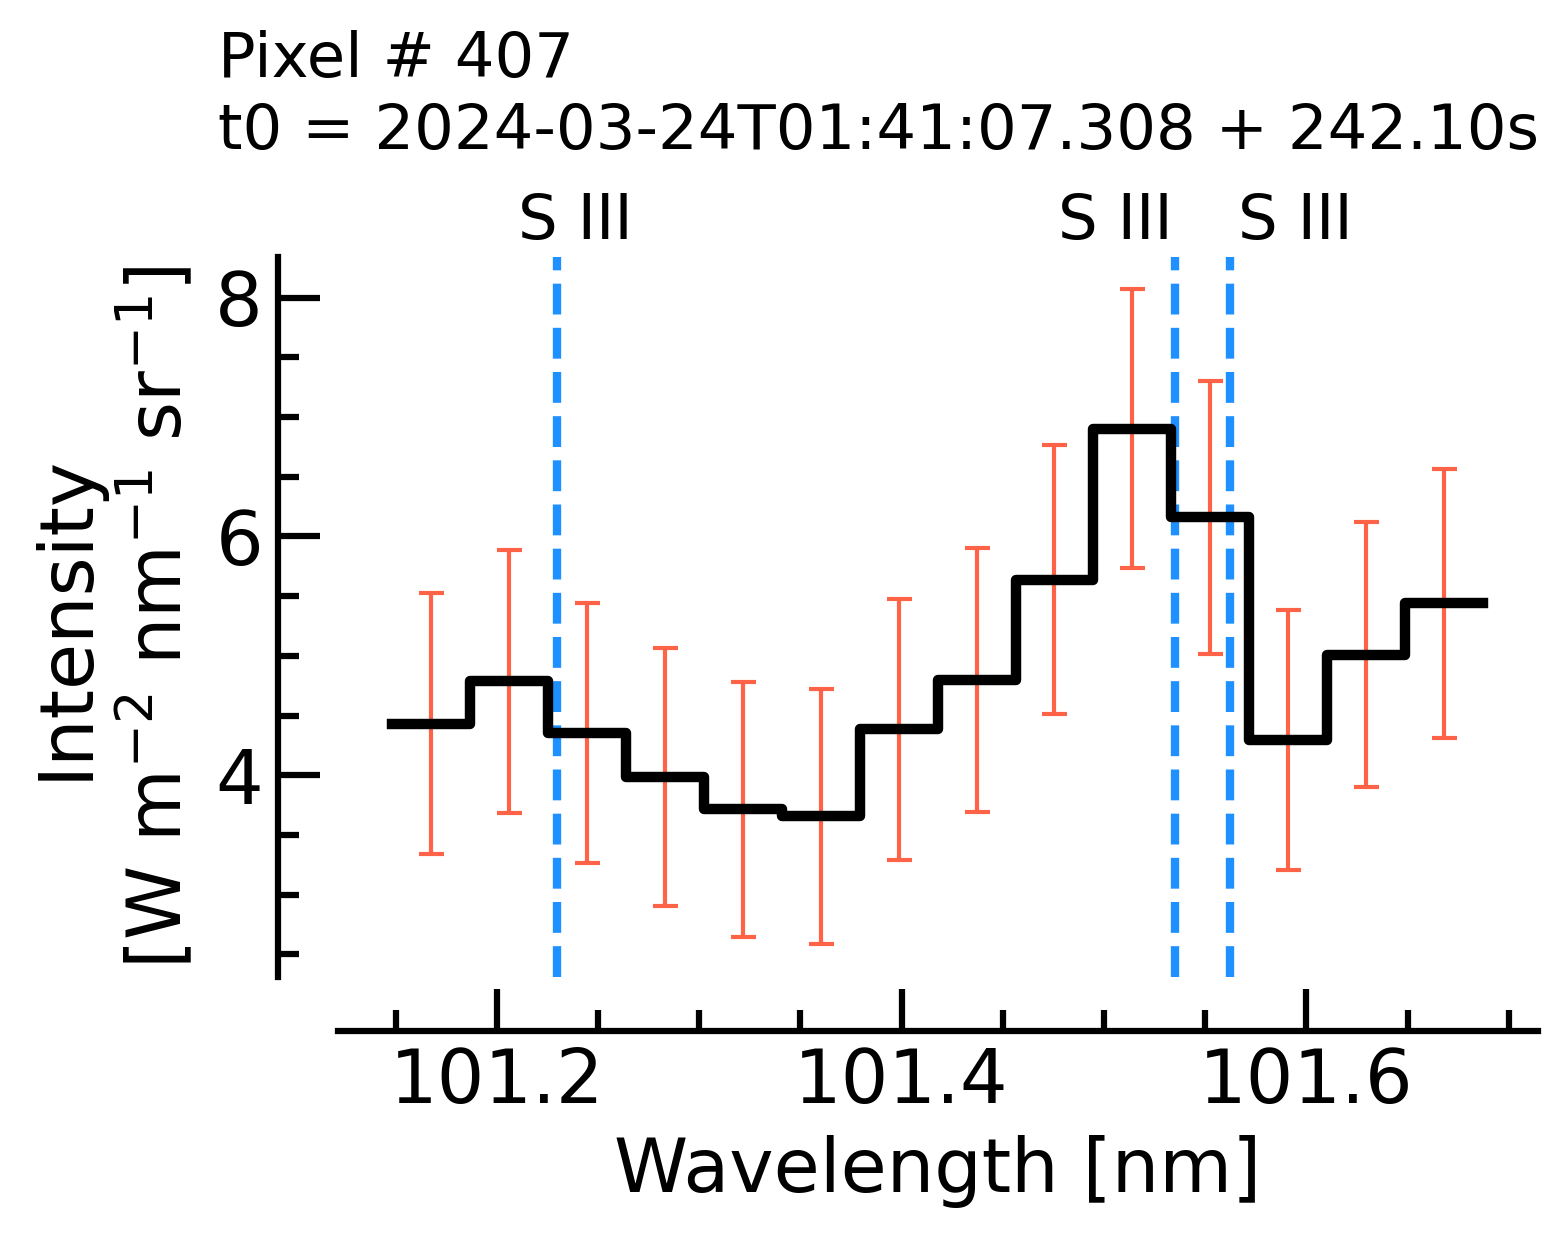 Pixel # 407
t0 = 2024-03-24T01:41:07.308 + 242.10s
S III S III S III
Intensity
[W m⁻² nm⁻¹ sr⁻¹]
8
6
4
101.2 101.4 101.6
Wavelength [nm]